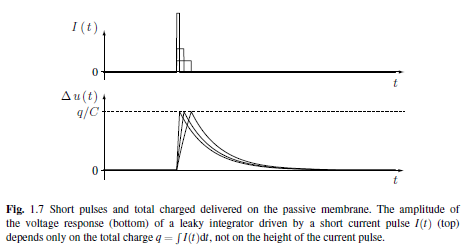 I(t)
0
t
Δu(t)
q/C
0
t
Fig. 1.7 Short pulses and total charged delivered on the passive membrane. The amplitude of
the voltage response (bottom) of a leaky integrator driven by a short current pulse I(t) (top)
depends only on the total charge q = ∫I(t)dt, not on the height of the current pulse.